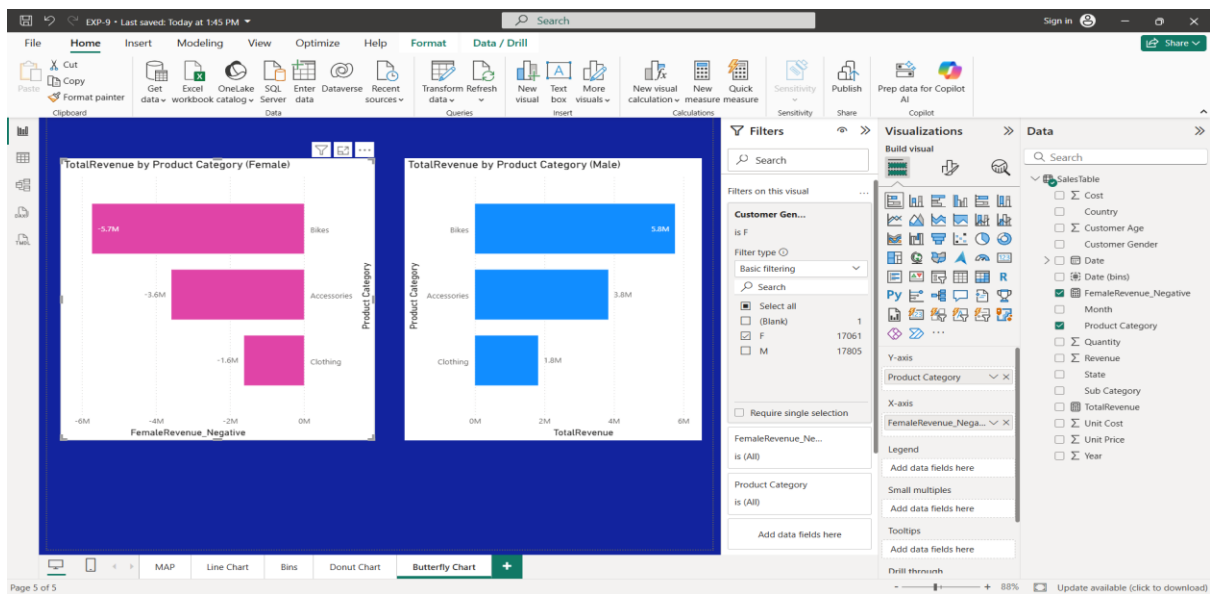 EXP-9 • Last saved: Today at 1:45 PM
Search
Sign in
File Home Insert Modeling View Optimize Help Format Data / Drill
Share
Paste
Cut
Copy
Format painter
Clipboard
Get data
Excel workbook
OneLake catalog
SQL Server
Enter data
Dataverse
Recent sources
Data
Transform data
Refresh
Queries
New visual
Text box
More visuals
Insert
New visual calculation
New measure
Quick measure
Calculations
Sensitivity
Sensitivity
Publish
Share
Prep data for AI
Copilot
Copilot
TotalRevenue by Product Category (Female)
-5.7M
Bikes
-3.6M
Accessories
-1.6M
Clothing
Product Category
-6M -4M -2M 0M
FemaleRevenue_Negative
TotalRevenue by Product Category (Male)
Bikes
5.8M
Accessories
3.8M
Clothing
1.8M
Product Category
0M 2M 4M 6M
TotalRevenue
Filters
Search
Filters on this visual
Customer Gen...
is F
Filter type
Basic filtering
Search
Select all
(Blank) 1
F 17061
M 17805
Require single selection
FemaleRevenue_Ne...
is (All)
Product Category
is (All)
Add data fields here
Visualizations
Build visual
R
Py
Y-axis
Product Category
X-axis
FemaleRevenue_Nega...
Legend
Add data fields here
Small multiples
Add data fields here
Tooltips
Add data fields here
Drill through
Data
Search
SalesTable
Cost
Country
Customer Age
Customer Gender
Date
Date (bins)
FemaleRevenue_Negative
Month
Product Category
Quantity
Revenue
State
Sub Category
TotalRevenue
Unit Cost
Unit Price
Year
MAP Line Chart Bins Donut Chart Butterfly Chart
Page 5 of 5
88%
Update available (click to download)